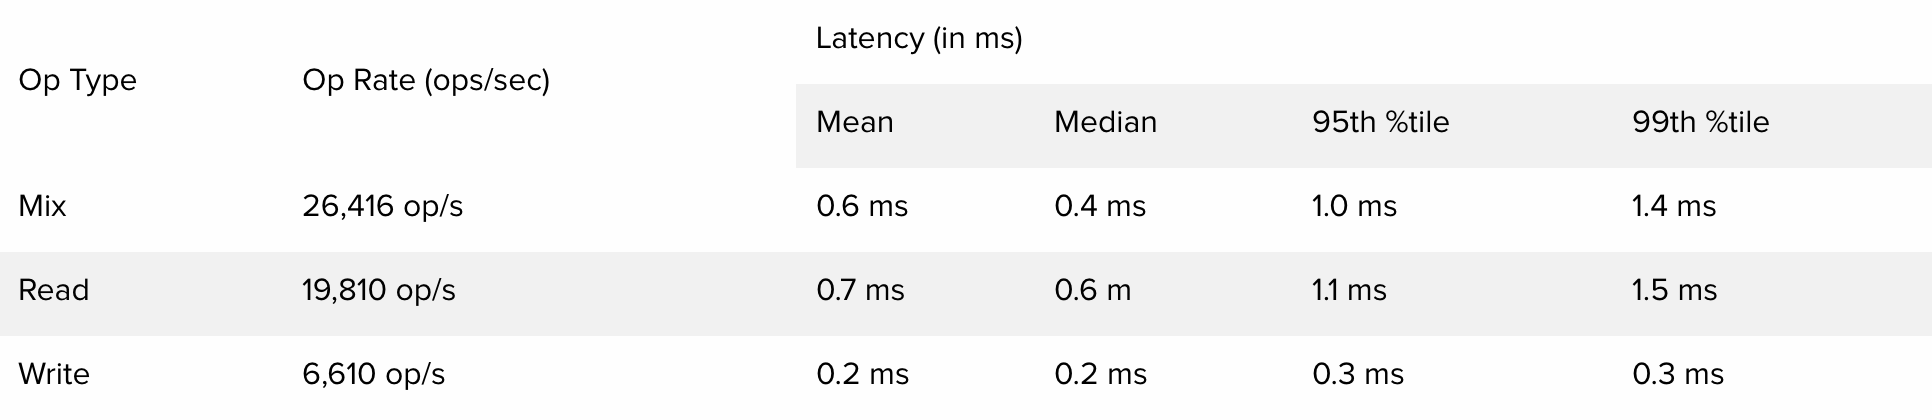 Latency (in ms)
Op Type Op Rate (ops/sec)
Mean Median 95th %tile 99th %tile
Mix 26,416 op/s 0.6 ms 0.4 ms 1.0 ms 1.4 ms
Read 19,810 op/s 0.7 ms 0.6 m 1.1 ms 1.5 ms
Write 6,610 op/s 0.2 ms 0.2 ms 0.3 ms 0.3 ms